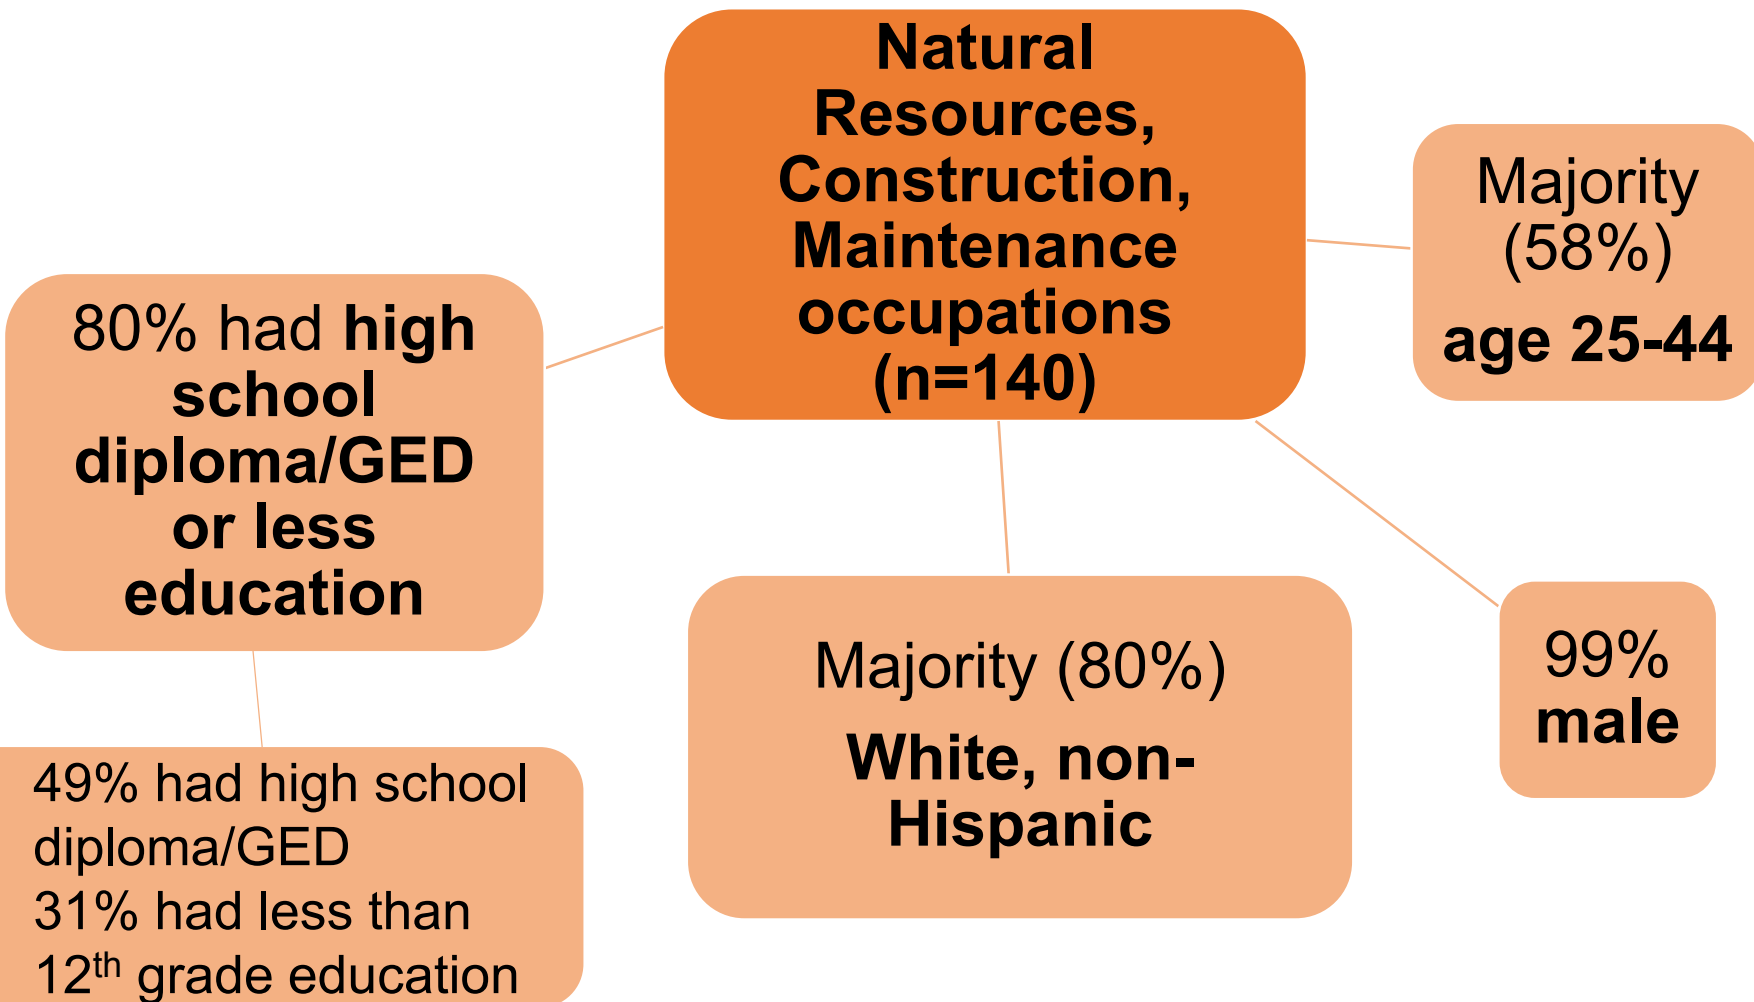 Natural
Resources,
Construction,
Maintenance
occupations
(n=140)
Majority
(58%)
age 25-44
80% had high
school
diploma/GED
or less
education
99%
male
Majority (80%)
White, non-
Hispanic
49% had high school
diploma/GED
31% had less than
12th grade education